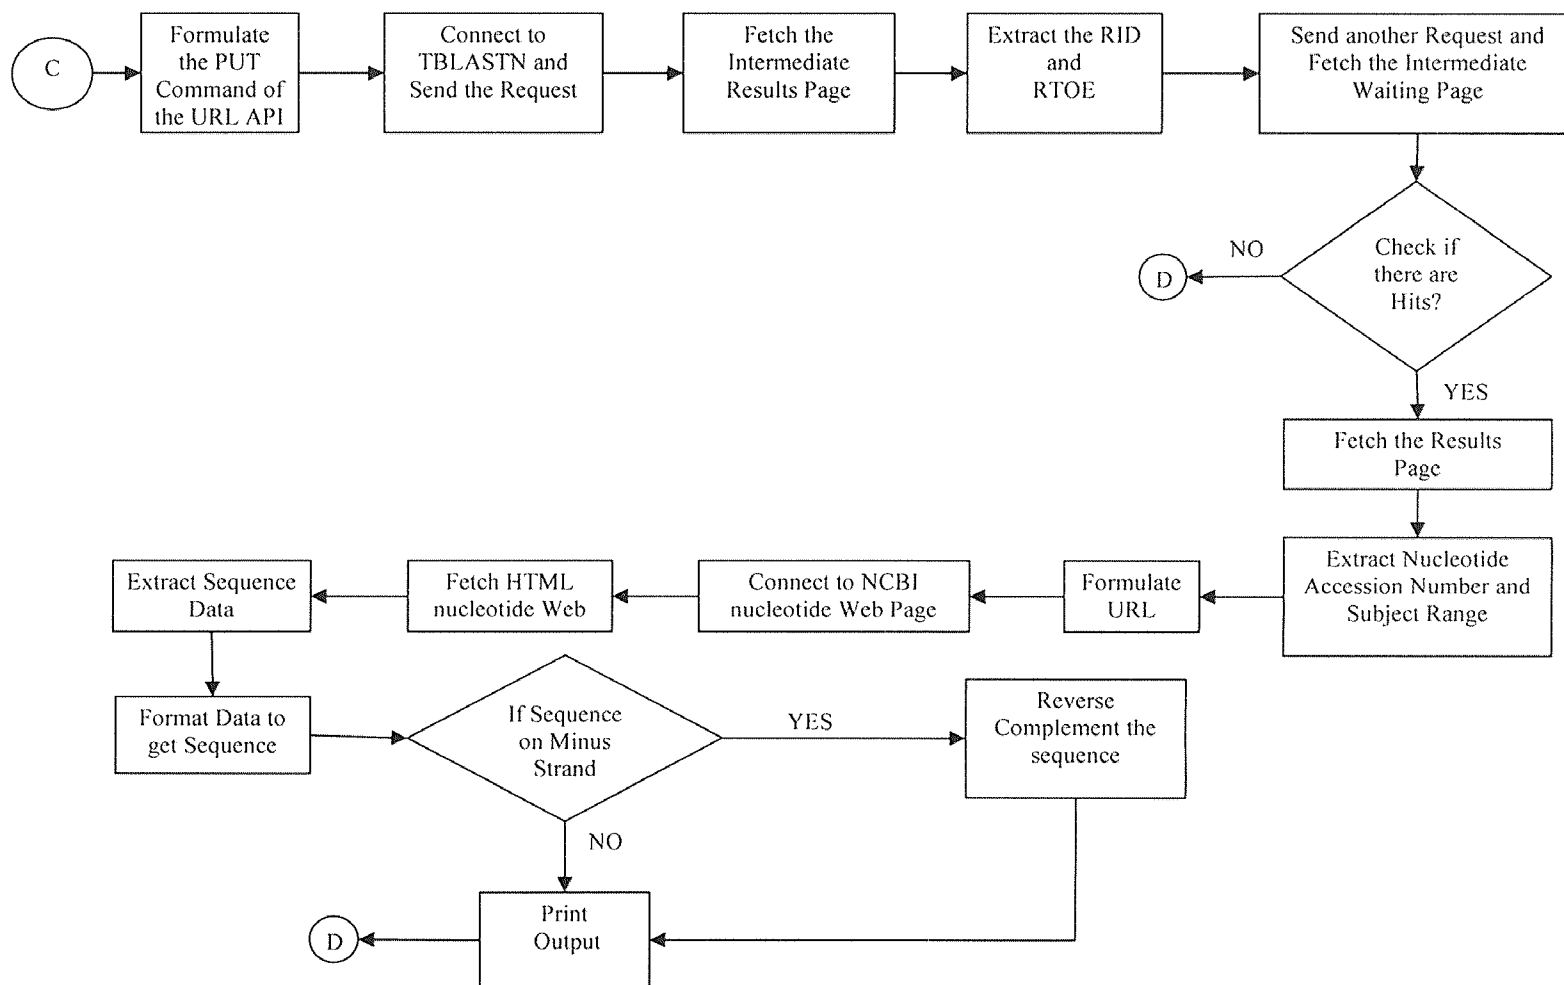 C
Formulate
the PUT
Command of
the URL API
Connect to
TBLASTN and
Send the Request
Fetch the
Intermediate
Results Page
Extract the RID
and
RTOE
Send another Request and
Fetch the Intermediate
Waiting Page
Check if
there are
Hits?
NO
D
YES
Fetch the Results
Page
Extract Nucleotide
Accession Number and
Subject Range
Formulate
URL
Connect to NCBI
nucleotide Web Page
Fetch HTML
nucleotide Web
Extract Sequence
Data
Format Data to
get Sequence
If Sequence
on Minus
Strand
YES
Reverse
Complement the
sequence
NO
Print
Output
D